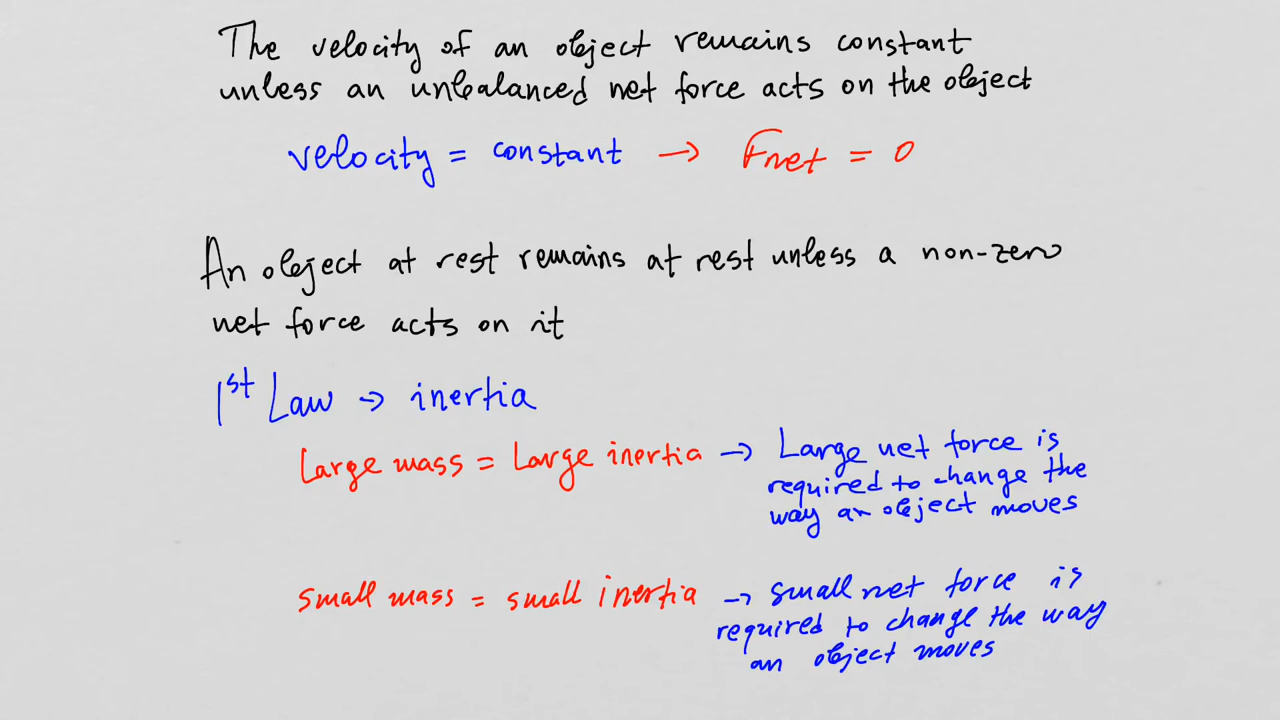 The velocity of an object remains constant
unless an unbalanced net force acts on the object
velocity = constant → Fnet = 0
An object at rest remains at rest unless a non-zero
net force acts on it
1st Law → inertia
Large mass = Large inertia → Large net force is
required to change the
way an object moves
small mass = small inertia → small net force is
required to change the way
an object moves